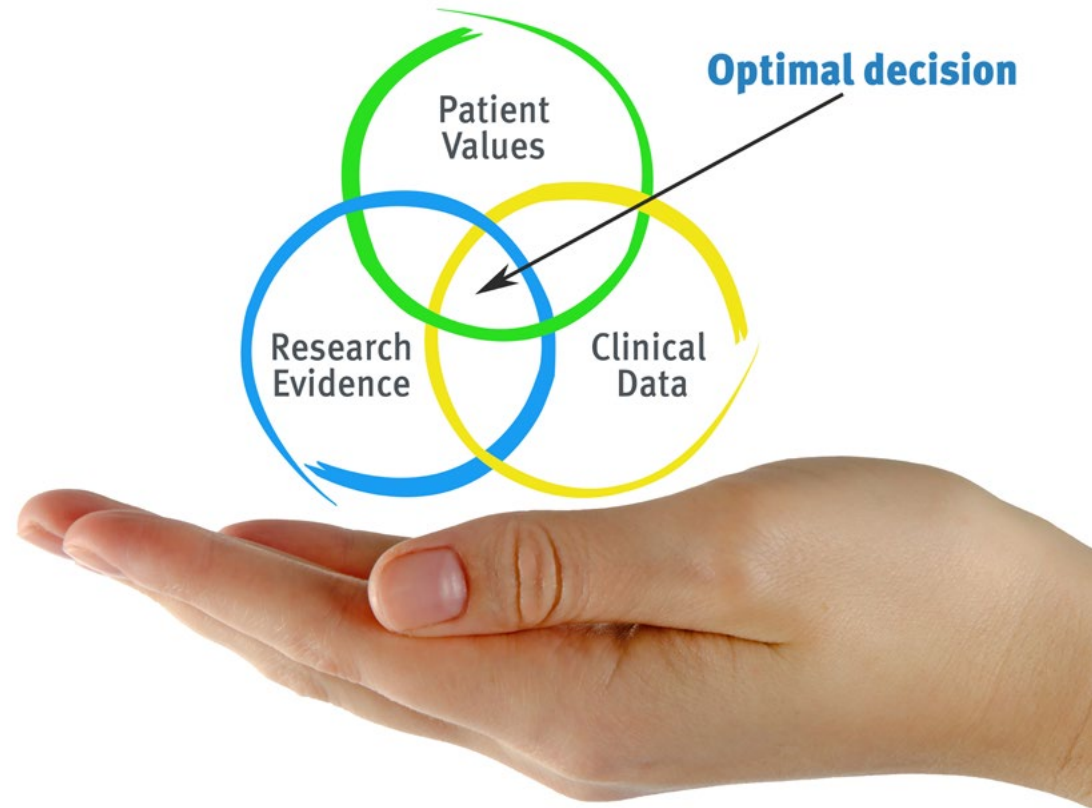 Optimal decision
Patient
Values
Research
Evidence
Clinical
Data